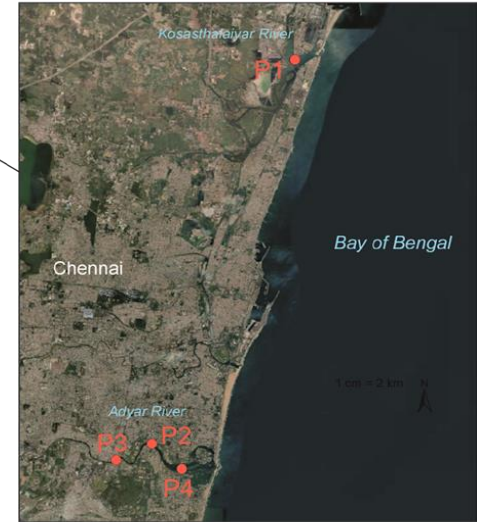 Kosasthalaiyar River
P1
Bay of Bengal
Chennai
1 cm = 2 km N
Adyar River
P2
P3
P4